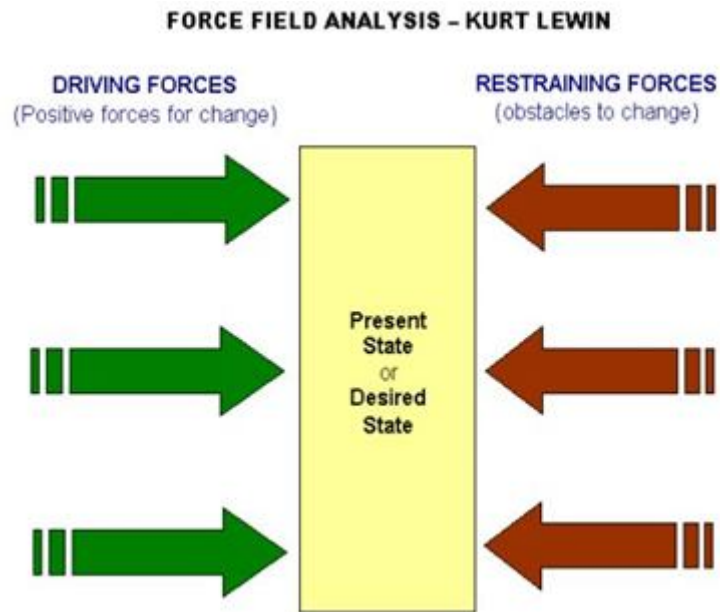 FORCE FIELD ANALYSIS – KURT LEWIN
DRIVING FORCES
(Positive forces for change)
RESTRAINING FORCES
(obstacles to change)
Present
State
or
Desired
State